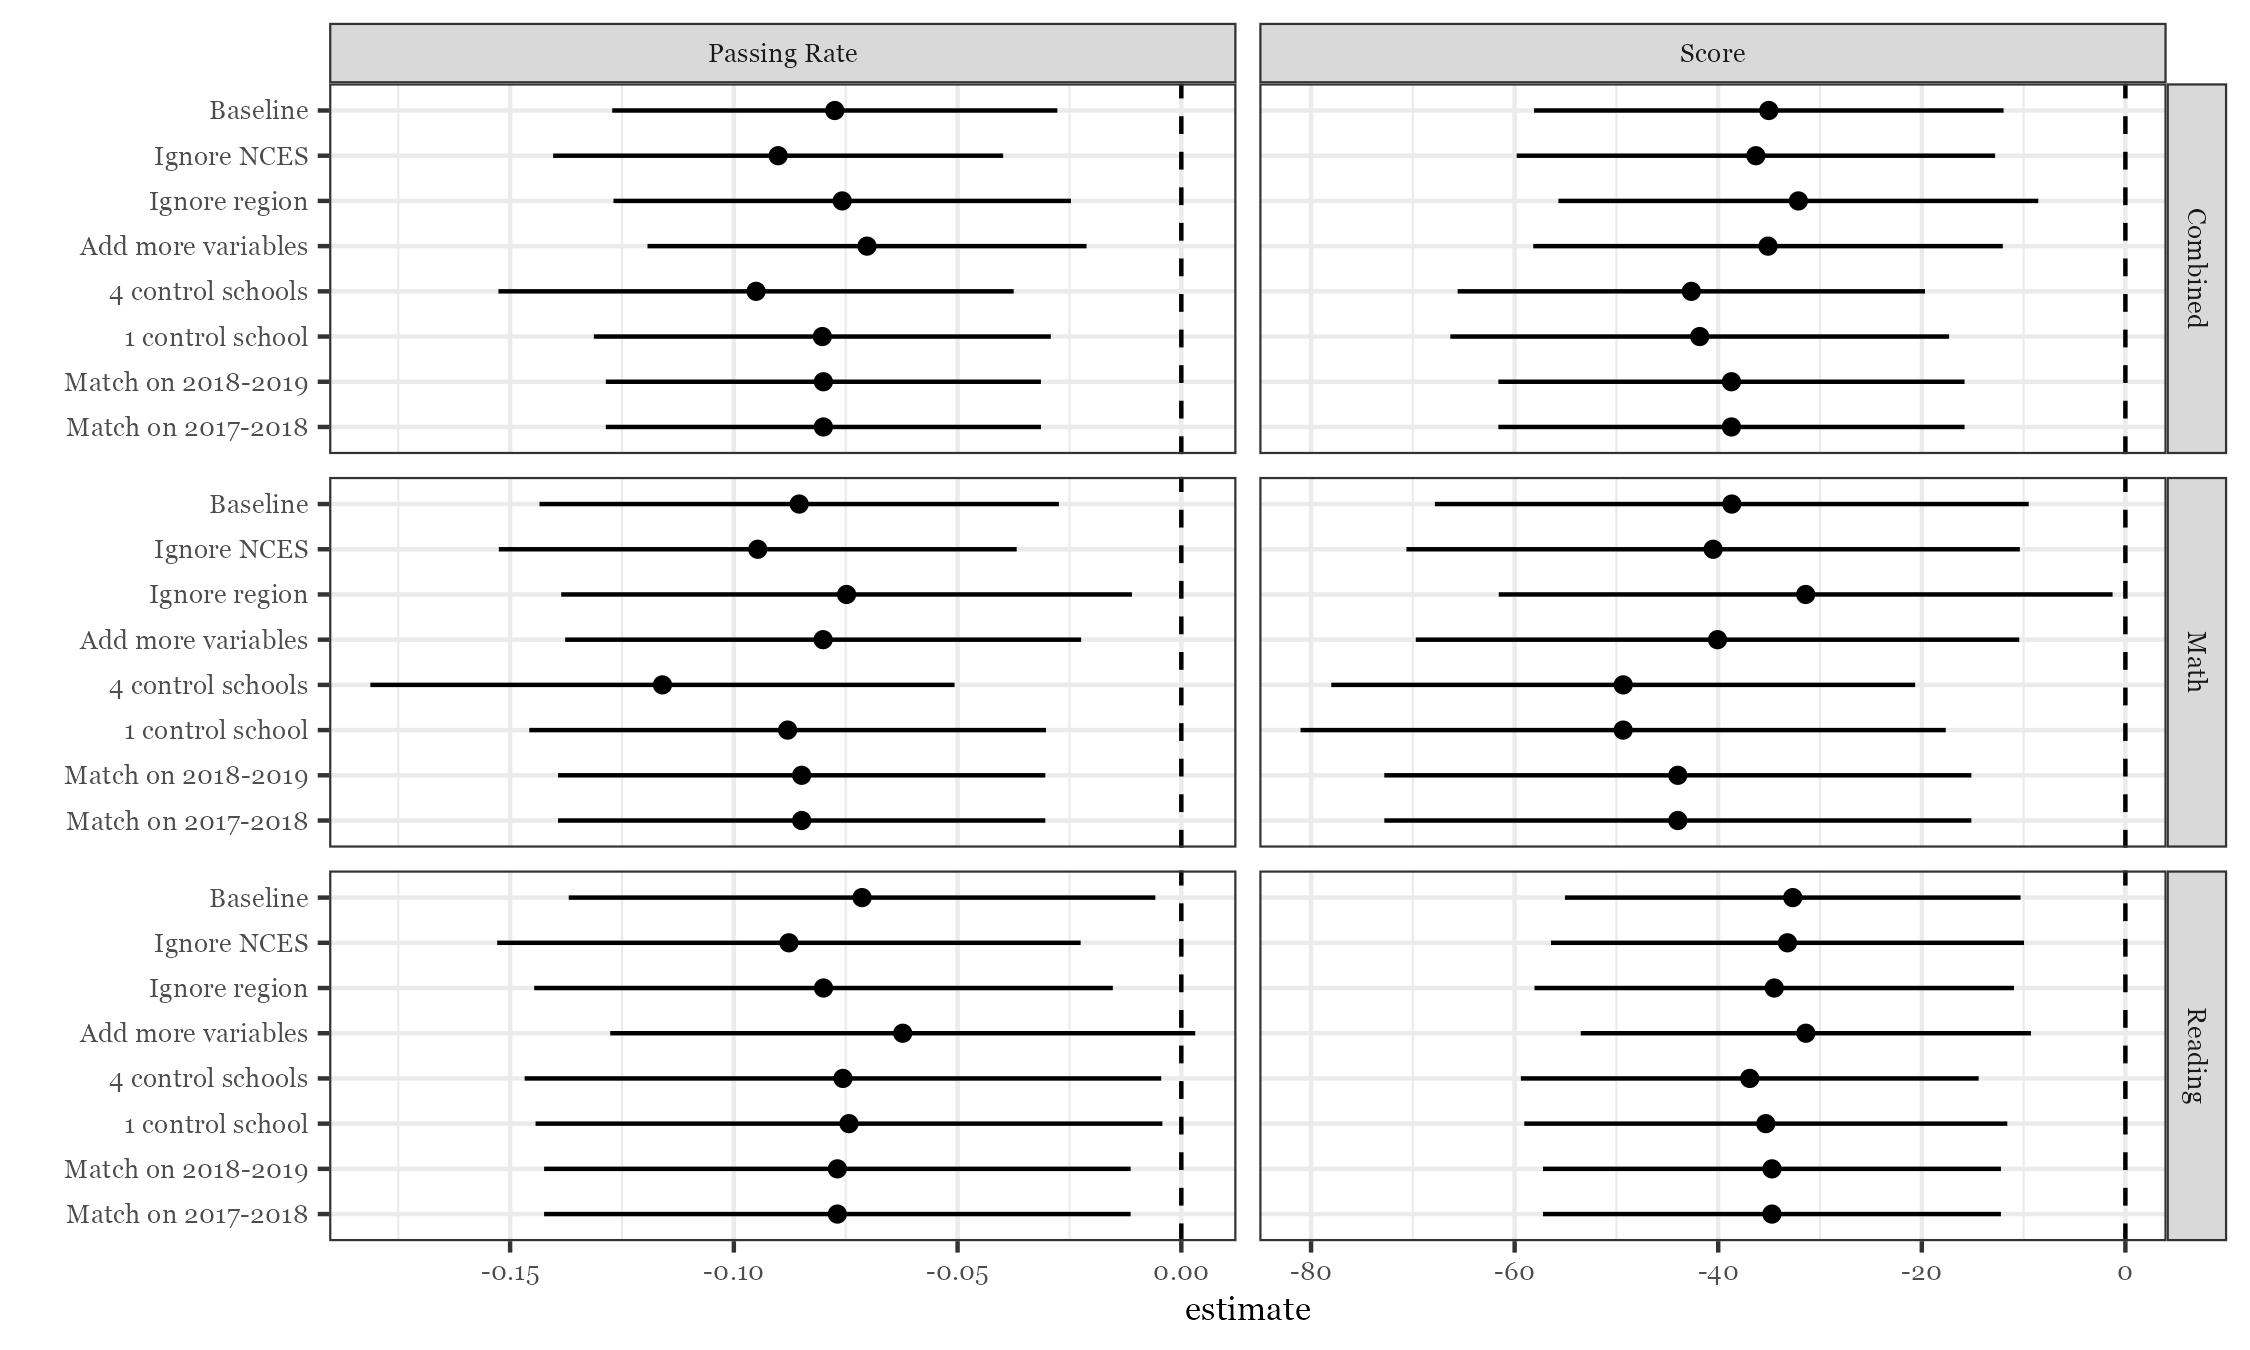 Passing Rate
Score
Baseline
Ignore NCES
Ignore region
Add more variables
4 control schools
1 control school
Match on 2018-2019
Match on 2017-2018
Combined
Baseline
Ignore NCES
Ignore region
Add more variables
4 control schools
1 control school
Match on 2018-2019
Match on 2017-2018
Math
Baseline
Ignore NCES
Ignore region
Add more variables
4 control schools
1 control school
Match on 2018-2019
Match on 2017-2018
Reading
-0.15 -0.10 -0.05 0.00
-80 -60 -40 -20 0
estimate